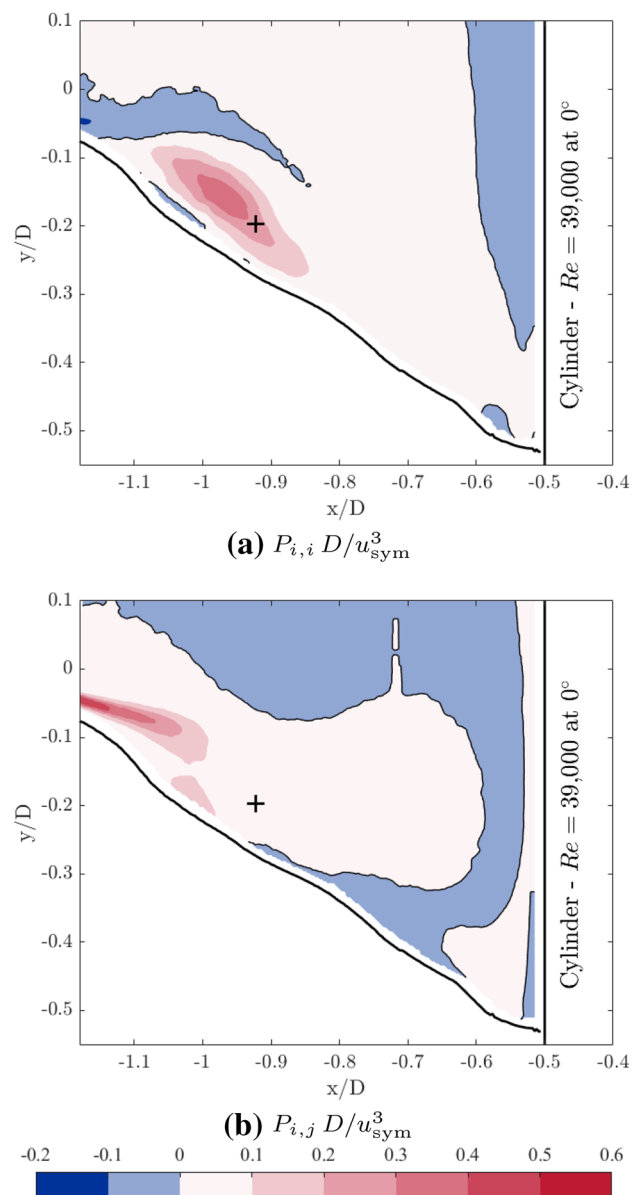 0.1
0
-0.1
-0.2
-0.3
-0.4
-0.5
y/D
-1.1 -1 -0.9 -0.8 -0.7 -0.6 -0.5 -0.4
x/D
Cylinder - Re = 39,000 at 0°
(a) P_{i,i} D/u_{sym}^3
0.1
0
-0.1
-0.2
-0.3
-0.4
-0.5
y/D
-1.1 -1 -0.9 -0.8 -0.7 -0.6 -0.5 -0.4
x/D
Cylinder - Re = 39,000 at 0°
(b) P_{i,j} D/u_{sym}^3
-0.2 -0.1 0 0.1 0.2 0.3 0.4 0.5 0.6